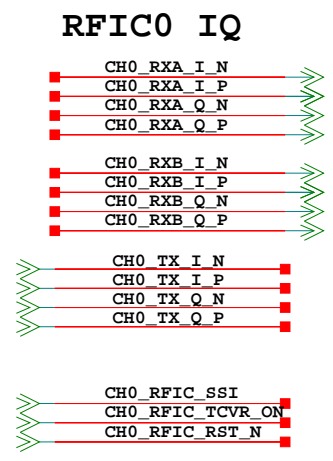 RFIC0 IQ
CH0_RXA_I_N
CH0_RXA_I_P
CH0_RXA_Q_N
CH0_RXA_Q_P
CH0_RXB_I_N
CH0_RXB_I_P
CH0_RXB_Q_N
CH0_RXB_Q_P
CH0_TX_I_N
CH0_TX_I_P
CH0_TX_Q_N
CH0_TX_Q_P
CH0_RFIC_SSI
CH0_RFIC_TCVR_ON
CH0_RFIC_RST_N